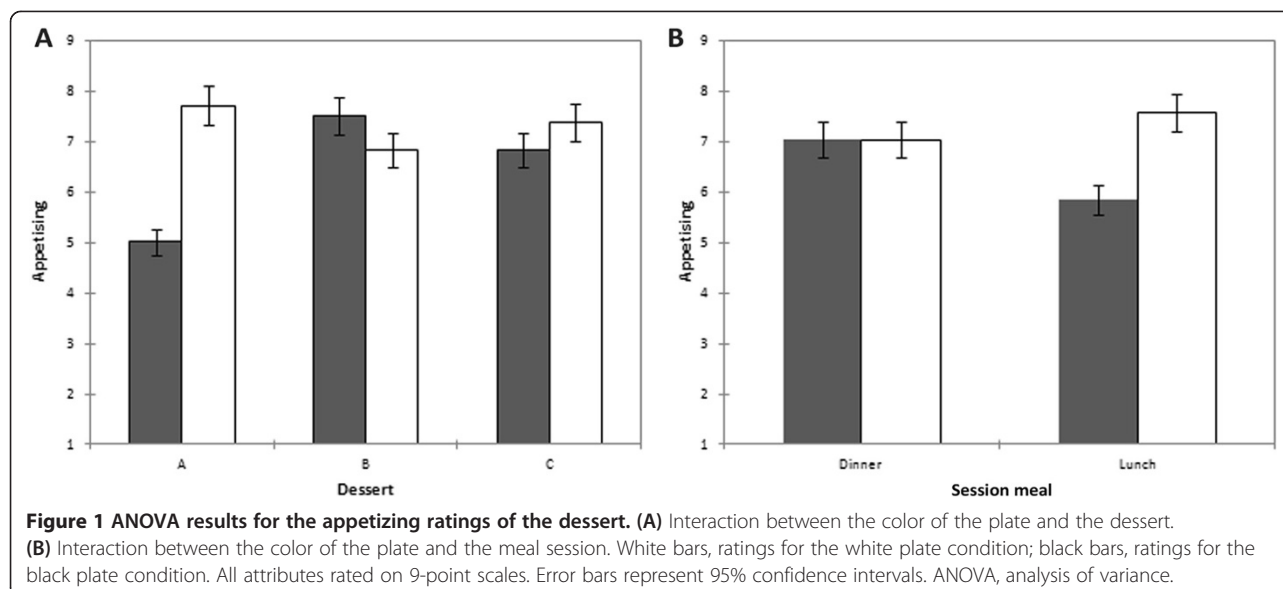 A
9
8
7
6
5
4
3
2
1
Appetising
A B C
Dessert
B
9
8
7
6
5
4
3
2
1
Appetising
Dinner Lunch
Session meal
Figure 1 ANOVA results for the appetizing ratings of the dessert. (A) Interaction between the color of the plate and the dessert.
(B) Interaction between the color of the plate and the meal session. White bars, ratings for the white plate condition; black bars, ratings for the
black plate condition. All attributes rated on 9-point scales. Error bars represent 95% confidence intervals. ANOVA, analysis of variance.